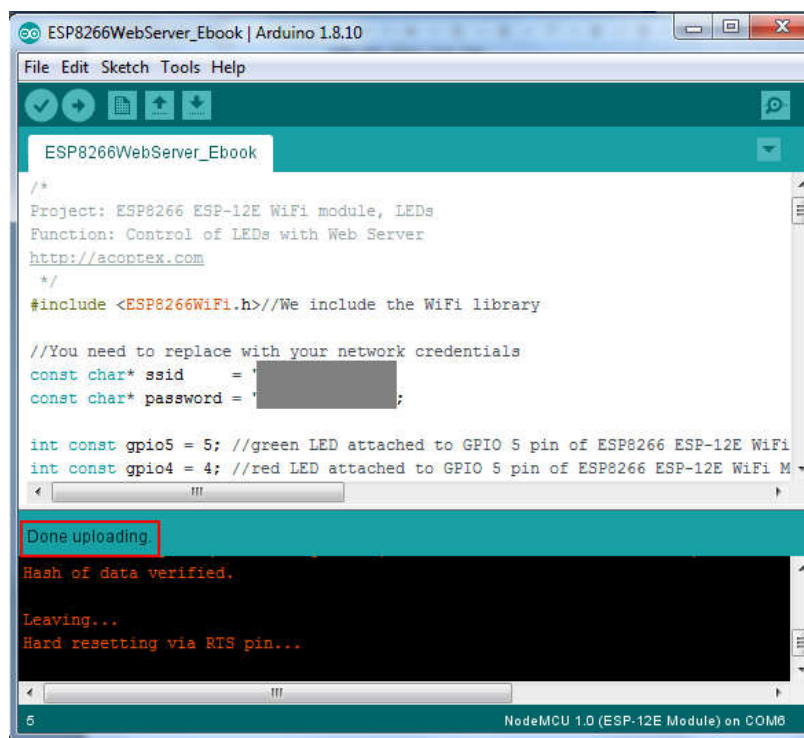 ESP8266WebServer_Ebook | Arduino 1.8.10
File Edit Sketch Tools Help
ESP8266WebServer_Ebook
/*
Project: ESP8266 ESP-12E WiFi module, LEDs
Function: Control of LEDs with Web Server
http://acoptex.com
*/
#include <ESP8266WiFi.h>//We include the WiFi library
//You need to replace with your network credentials
const char* ssid = "
const char* password = " ;
int const gpio5 = 5; //green LED attached to GPIO 5 pin of ESP8266 ESP-12E WiFi
int const gpio4 = 4; //red LED attached to GPIO 5 pin of ESP8266 ESP-12E WiFi M
Done uploading.
Hash of data verified.
Leaving...
Hard resetting via RTS pin...
5
NodeMCU 1.0 (ESP-12E Module) on COM6